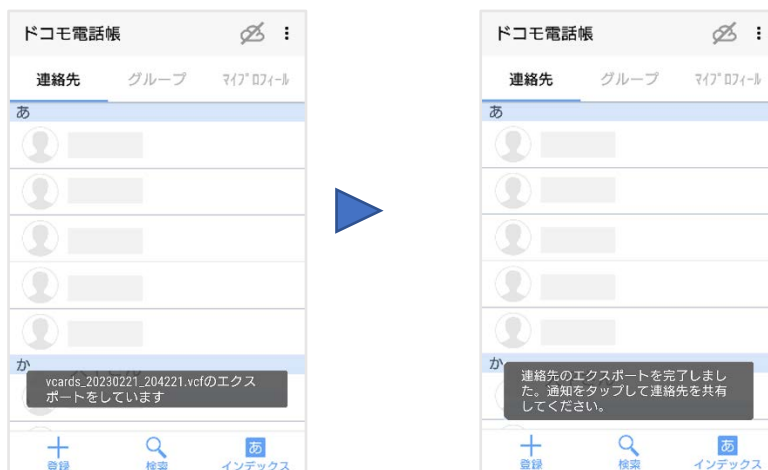 ドコモ電話帳
連絡先 グループ マイプロフィール
あ
か
vcards_20230221_204221.vcfのエクス
ポートをしています
登録 検索 あ インデックス
ドコモ電話帳
連絡先 グループ マイプロフィール
あ
か
連絡先のエクスポートを完了しまし
た。通知をタップして連絡先を共有
してください。
登録 検索 あ インデックス